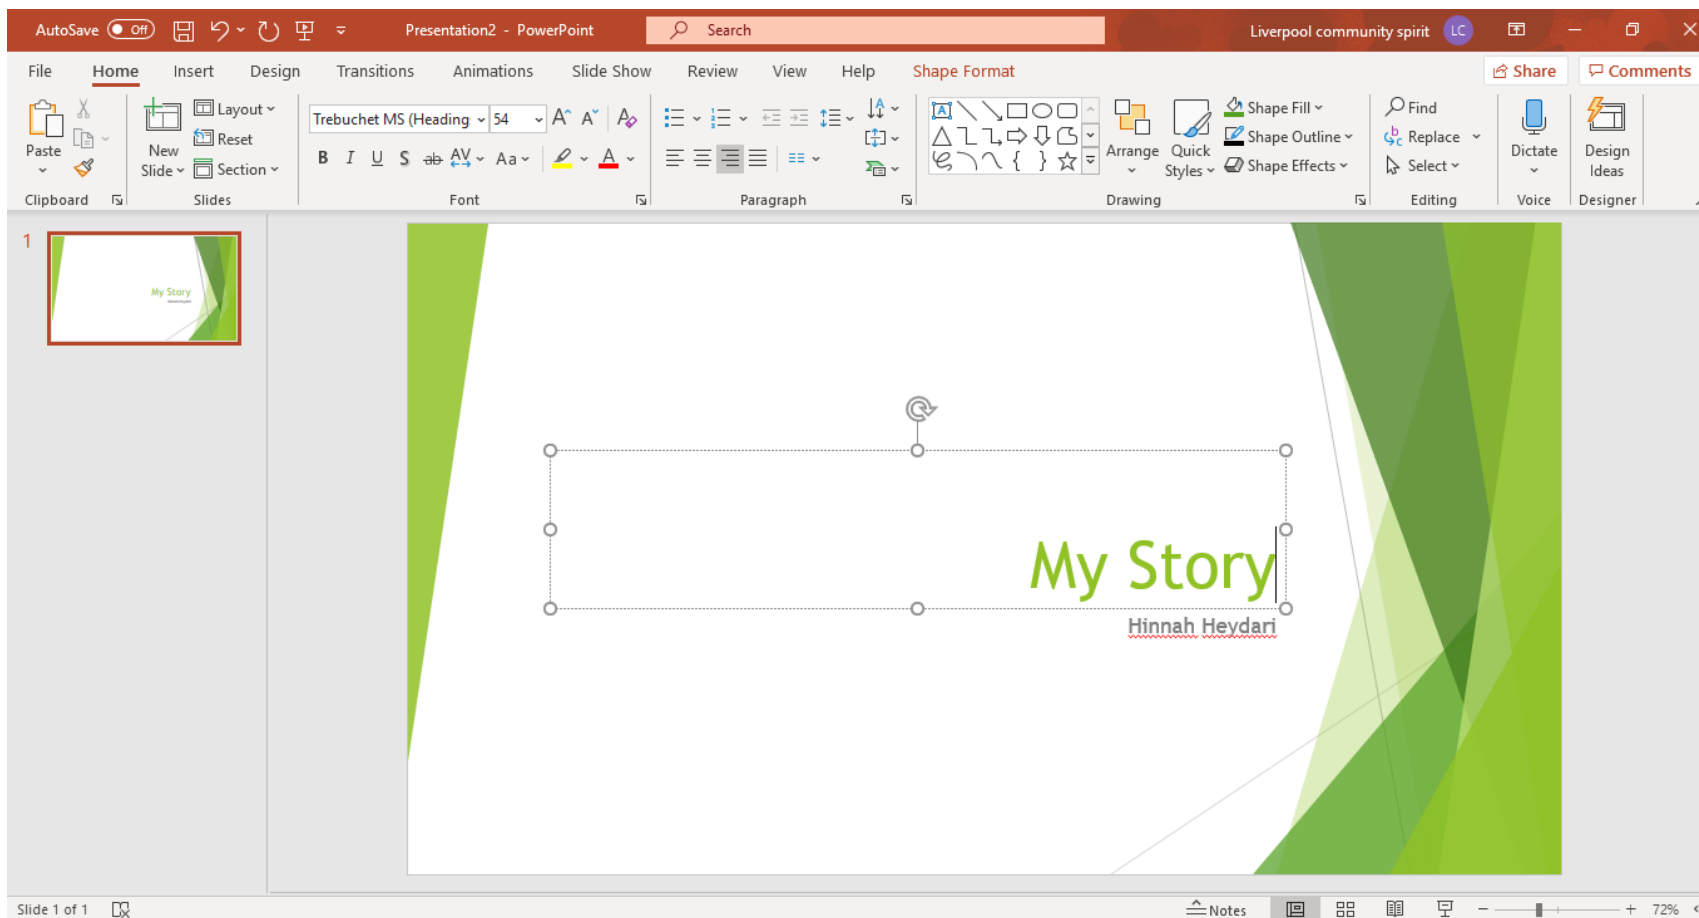 AutoSave Off Presentation2 - PowerPoint Search Liverpool community spirit LC
File Home Insert Design Transitions Animations Slide Show Review View Help Shape Format Share Comments
Paste
Clipboard
New
Slide
Layout
Reset
Section
Slides
Trebuchet MS (Heading 54 A A A
B I U S ab AV Aa A
Font
Paragraph
A
Arrange
Quick
Styles
Shape Fill
Shape Outline
Shape Effects
Drawing
Find
Replace
Select
Editing
Dictate
Voice
Design
Ideas
Designer
1
My Story
My Story
Hinnah Heydari
Slide 1 of 1 Notes 72%